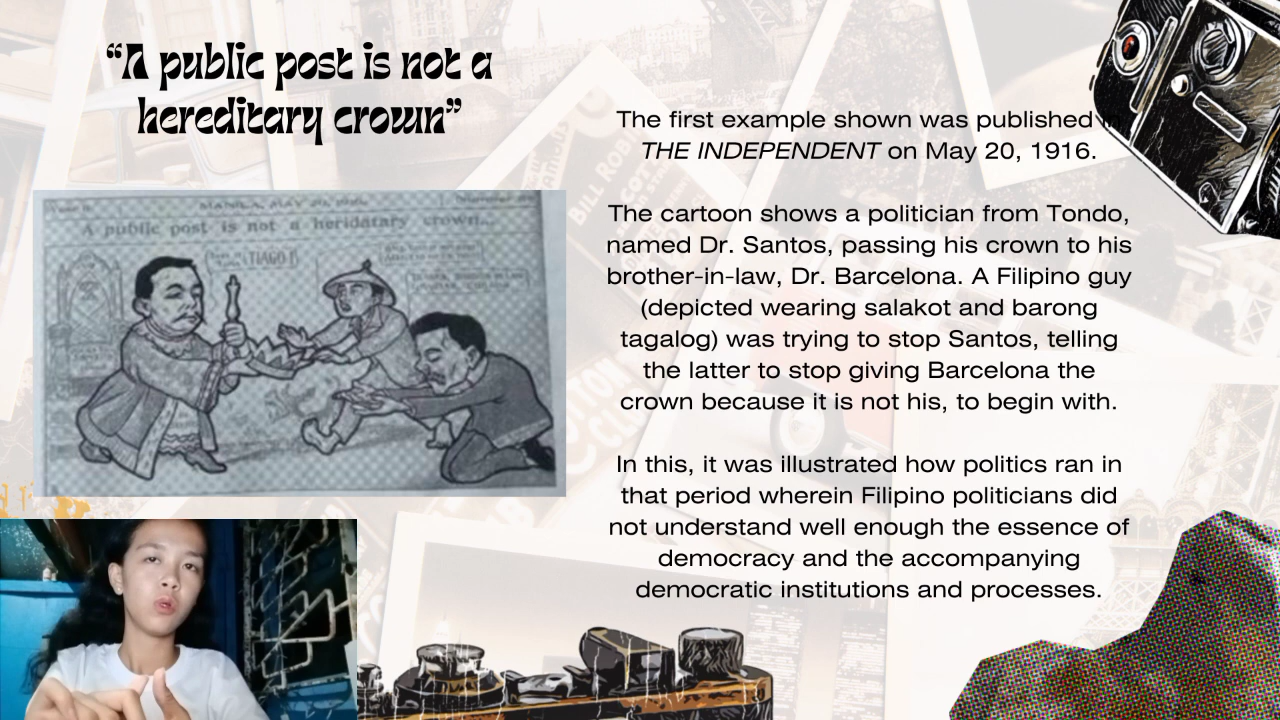 “A public post is not a
hereditary crown”
MANILA, MAY 20, 1916.
A public post is not a heridatary crown...
The first example shown was published in
THE INDEPENDENT on May 20, 1916.
The cartoon shows a politician from Tondo,
named Dr. Santos, passing his crown to his
brother-in-law, Dr. Barcelona. A Filipino guy
(depicted wearing salakot and barong
tagalog) was trying to stop Santos, telling
the latter to stop giving Barcelona the
crown because it is not his, to begin with.
In this, it was illustrated how politics ran in
that period wherein Filipino politicians did
not understand well enough the essence of
democracy and the accompanying
democratic institutions and processes.